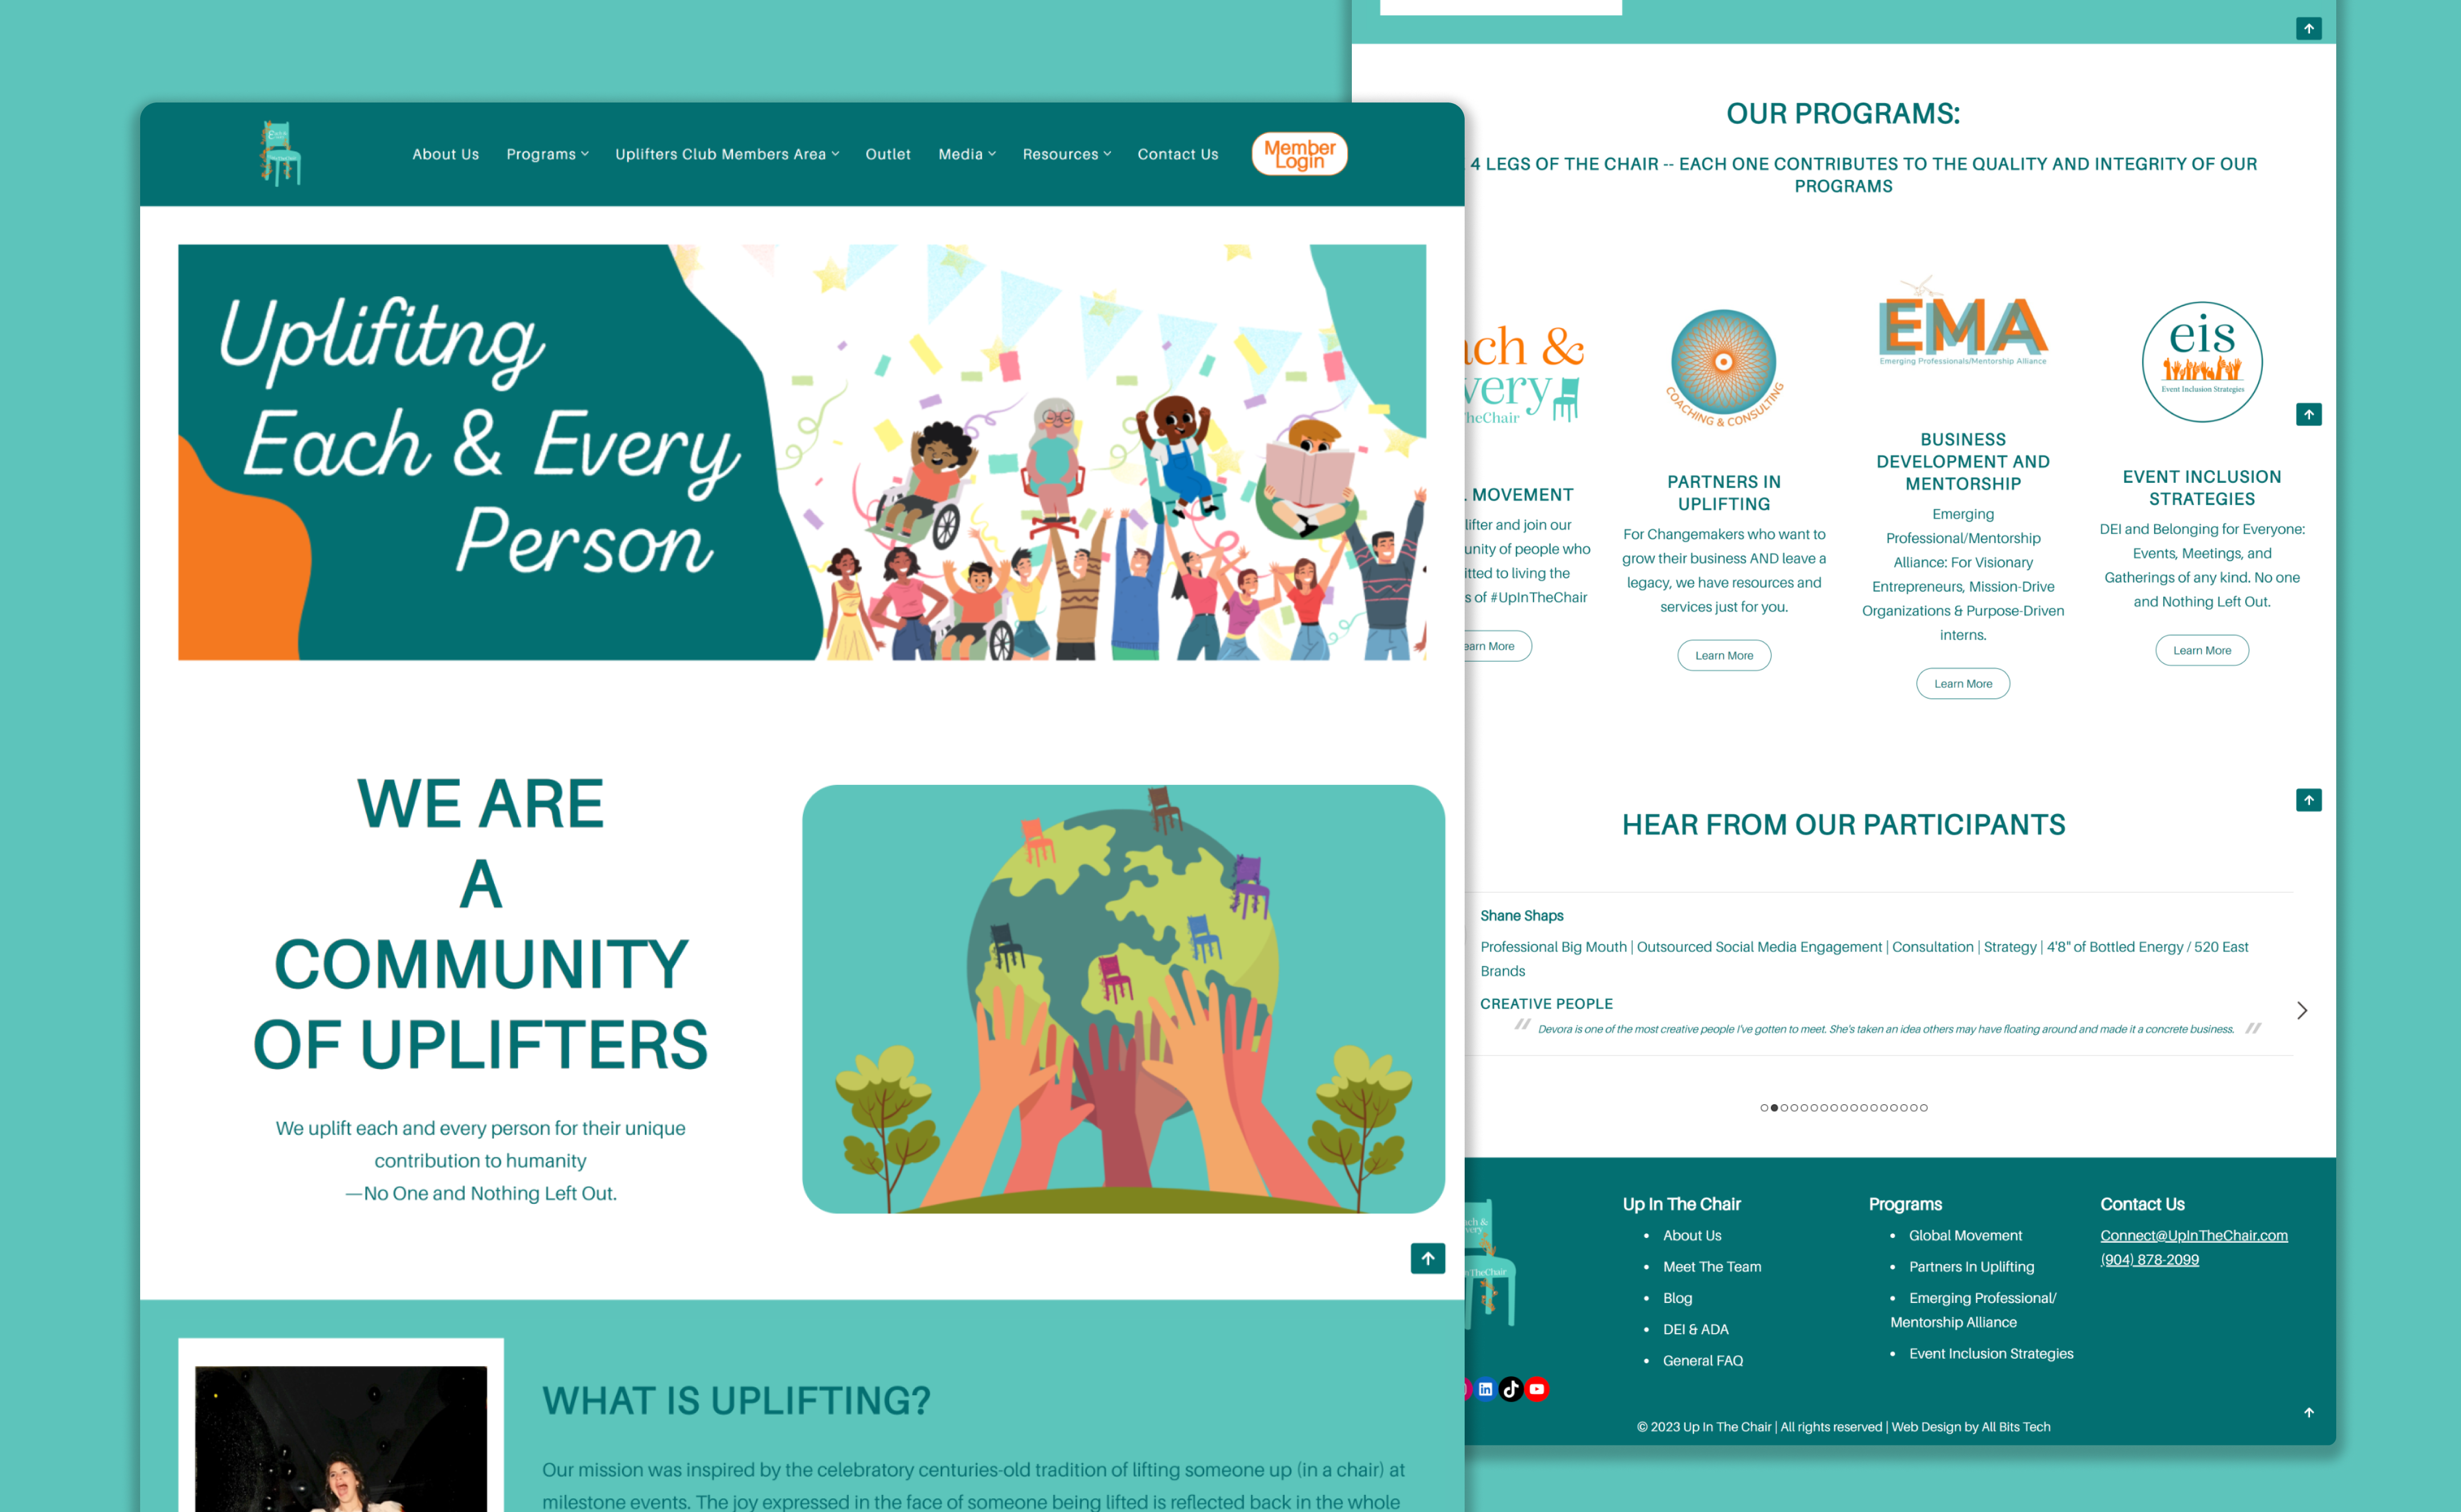 About Us
Programs
Uplifters Club Members Area
Outlet
Media
Resources
Contact Us
Member
Login
Uplifitng
Each & Every
Person
WE ARE
A
COMMUNITY
OF UPLIFTERS
We uplift each and every person for their unique
contribution to humanity
—No One and Nothing Left Out.
WHAT IS UPLIFTING?
Our mission was inspired by the celebratory centuries-old tradition of lifting someone up (in a chair) at
milestone events. The joy expressed in the face of someone being lifted is reflected back in the whole
OUR PROGRAMS:
4 LEGS OF THE CHAIR -- EACH ONE CONTRIBUTES TO THE QUALITY AND INTEGRITY OF OUR
PROGRAMS
ch &
very
heChair
MOVEMENT
lifter and join our
unity of people who
itted to living the
s of #UpInTheChair
earn More
COACHING & CONSULTING
PARTNERS IN
UPLIFTING
For Changemakers who want to
grow their business AND leave a
legacy, we have resources and
services just for you.
Learn More
EMA
Emerging Professionals/Mentorship Alliance
BUSINESS
DEVELOPMENT AND
MENTORSHIP
Emerging
Professional/Mentorship
Alliance: For Visionary
Entrepreneurs, Mission-Drive
Organizations & Purpose-Driven
interns.
Learn More
eis
Event Inclusion Strategies
EVENT INCLUSION
STRATEGIES
DEI and Belonging for Everyone:
Events, Meetings, and
Gatherings of any kind. No one
and Nothing Left Out.
Learn More
HEAR FROM OUR PARTICIPANTS
Shane Shaps
Professional Big Mouth | Outsourced Social Media Engagement | Consultation | Strategy | 4'8" of Bottled Energy / 520 East
Brands
CREATIVE PEOPLE
" Devora is one of the most creative people I've gotten to meet. She's taken an idea others may have floating around and made it a concrete business. "
ch &
very
TheChair
Up In The Chair
• About Us
• Meet The Team
• Blog
• DEI & ADA
• General FAQ
Programs
• Global Movement
• Partners In Uplifting
• Emerging Professional/
Mentorship Alliance
• Event Inclusion Strategies
Contact Us
Connect@UpInTheChair.com
(904) 878-2099
© 2023 Up In The Chair | All rights reserved | Web Design by All Bits Tech